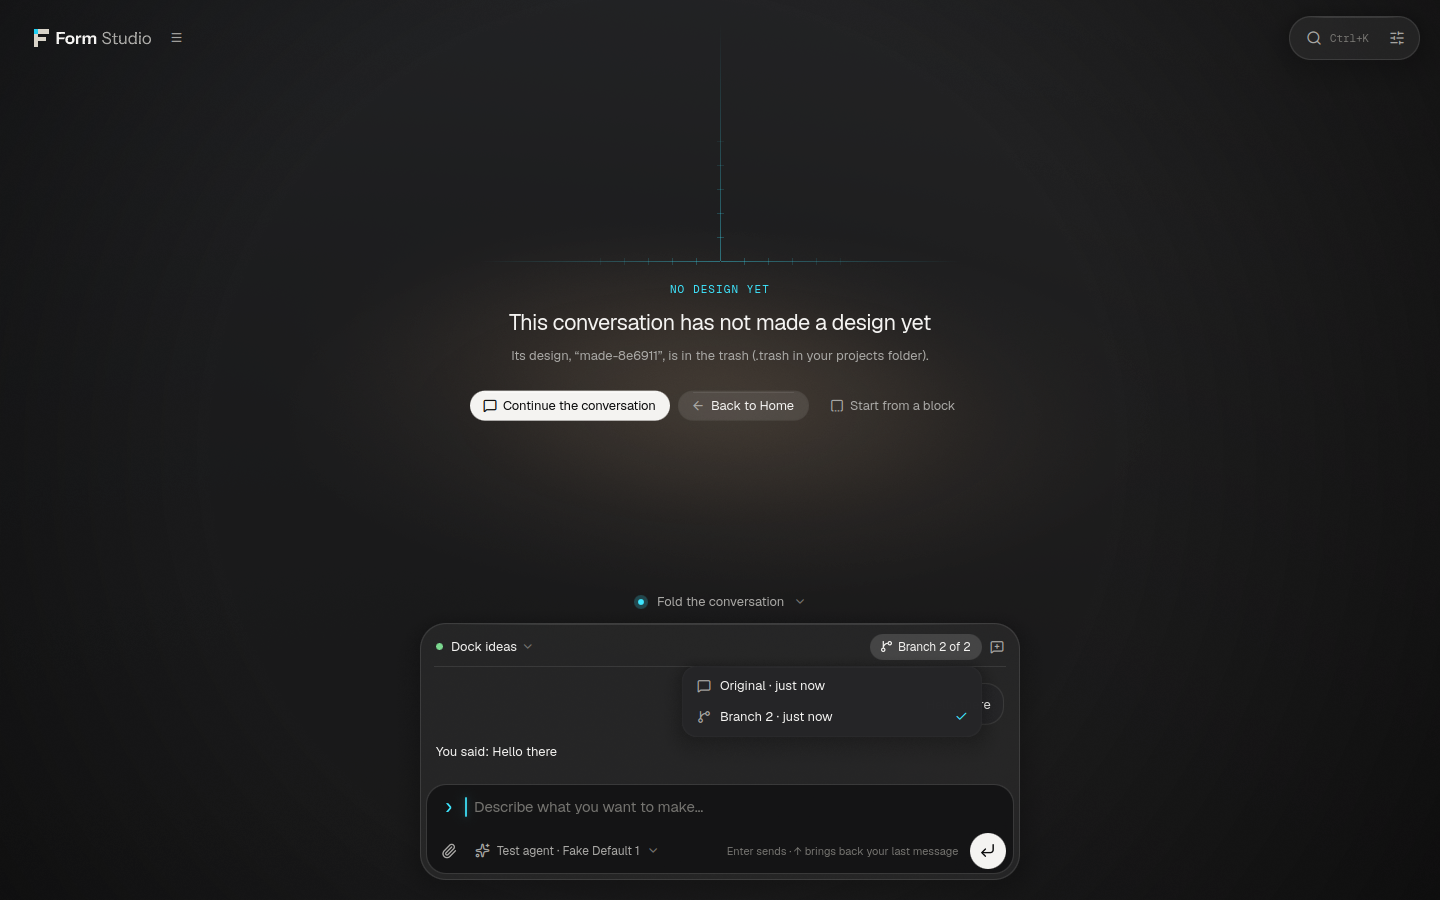 Form Studio
Ctrl+K
NO DESIGN YET
This conversation has not made a design yet
Its design, “made-8e6911”, is in the trash (.trash in your projects folder).
Continue the conversation
Back to Home
Start from a block
Fold the conversation
Dock ideas
Branch 2 of 2
Original · just now
Branch 2 · just now
You said: Hello there
Describe what you want to make...
Test agent · Fake Default 1
Enter sends · ↑ brings back your last message